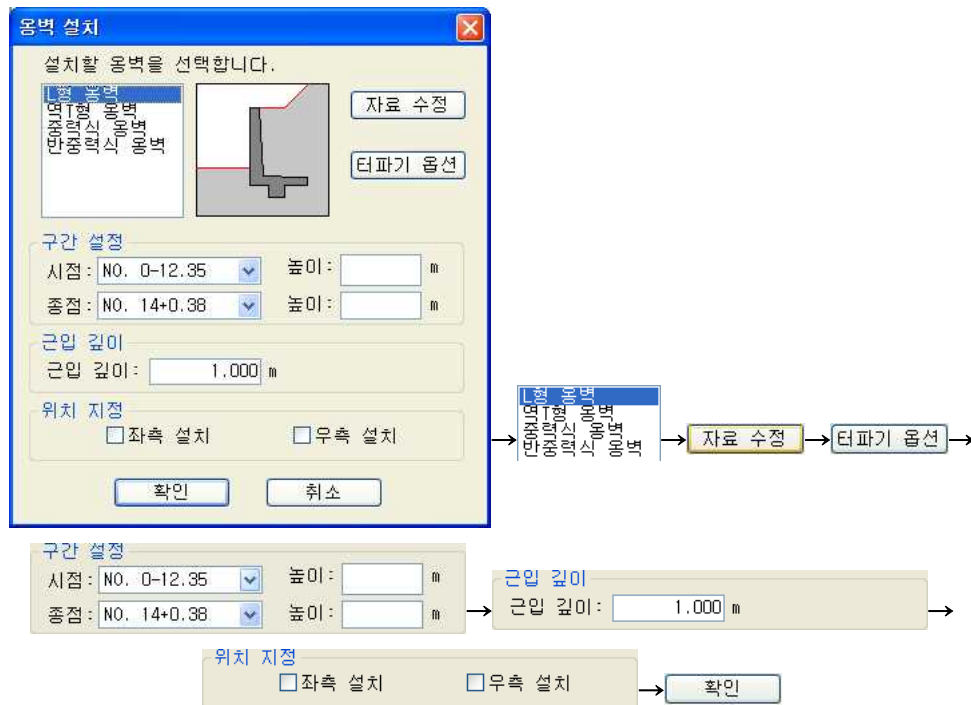 옹벽 설치
설치할 옹벽을 선택합니다.
L형 옹벽
역T형 옹벽
중력식 옹벽
반중력식 옹벽
자료 수정
터파기 옵션
구간 설정
시점: NO. 0-12.35 높이: m
종점: NO. 14+0.38 높이: m
근입 깊이
근입 깊이: 1.000 m
위치 지정
좌측 설치 우측 설치
확인 취소
→ L형 옹벽
역T형 옹벽
중력식 옹벽
반중력식 옹벽
→ 자료 수정 → 터파기 옵션 →
구간 설정
시점: NO. 0-12.35 높이: m
종점: NO. 14+0.38 높이: m
→ 근입 깊이
근입 깊이: 1.000 m →
위치 지정
좌측 설치 우측 설치
→ 확인